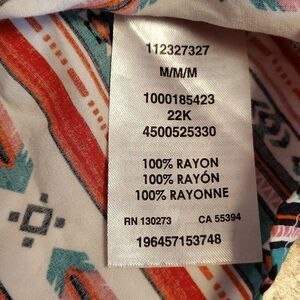 112327327
M/M/M
1000185423
22K
4500525330
100% RAYON
100% RAYÓN
100% RAYONNE
RN 130273 CA 55394
196457153748